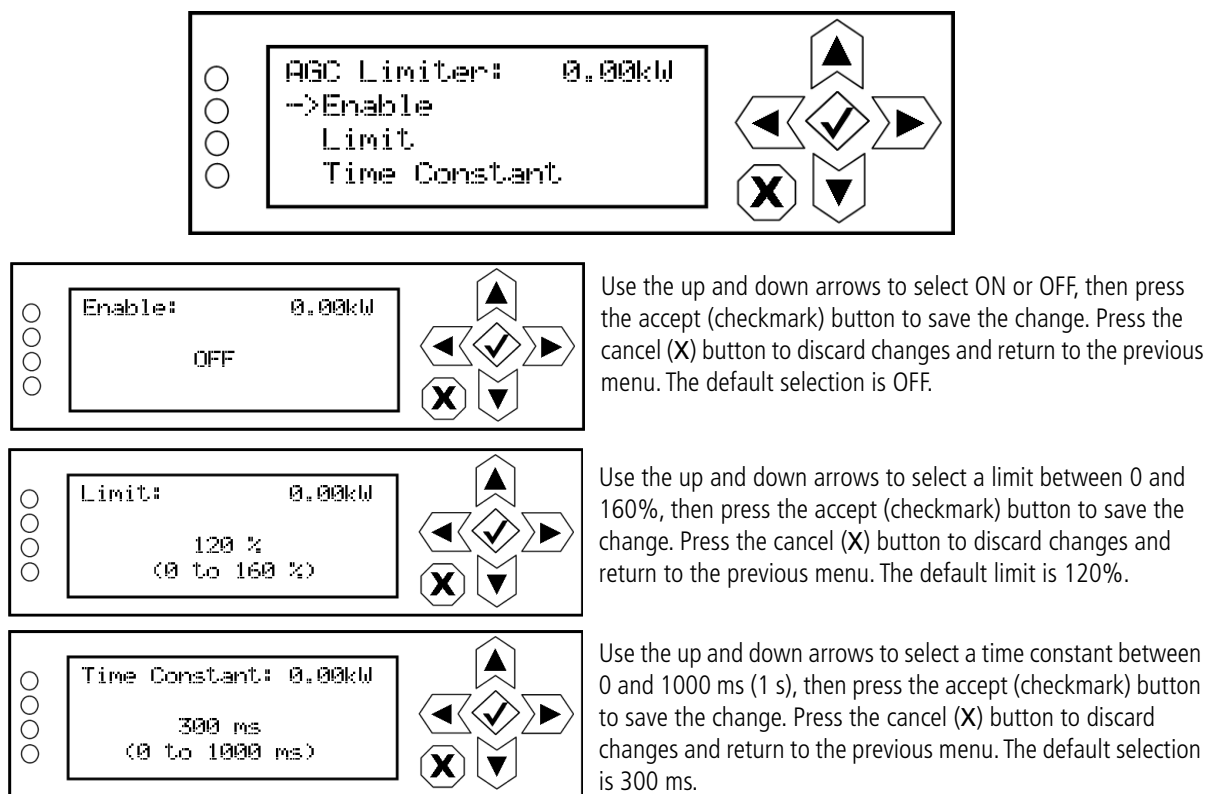 AGC Limiter: 0.00kW
->Enable
Limit
Time Constant
X
Enable: 0.00kW
OFF
X
Use the up and down arrows to select ON or OFF, then press
the accept (checkmark) button to save the change. Press the
cancel (X) button to discard changes and return to the previous
menu. The default selection is OFF.
Limit: 0.00kW
120 %
(0 to 160 %)
X
Use the up and down arrows to select a limit between 0 and
160%, then press the accept (checkmark) button to save the
change. Press the cancel (X) button to discard changes and
return to the previous menu. The default limit is 120%.
Time Constant: 0.00kW
300 ms
(0 to 1000 ms)
X
Use the up and down arrows to select a time constant between
0 and 1000 ms (1 s), then press the accept (checkmark) button
to save the change. Press the cancel (X) button to discard
changes and return to the previous menu. The default selection
is 300 ms.